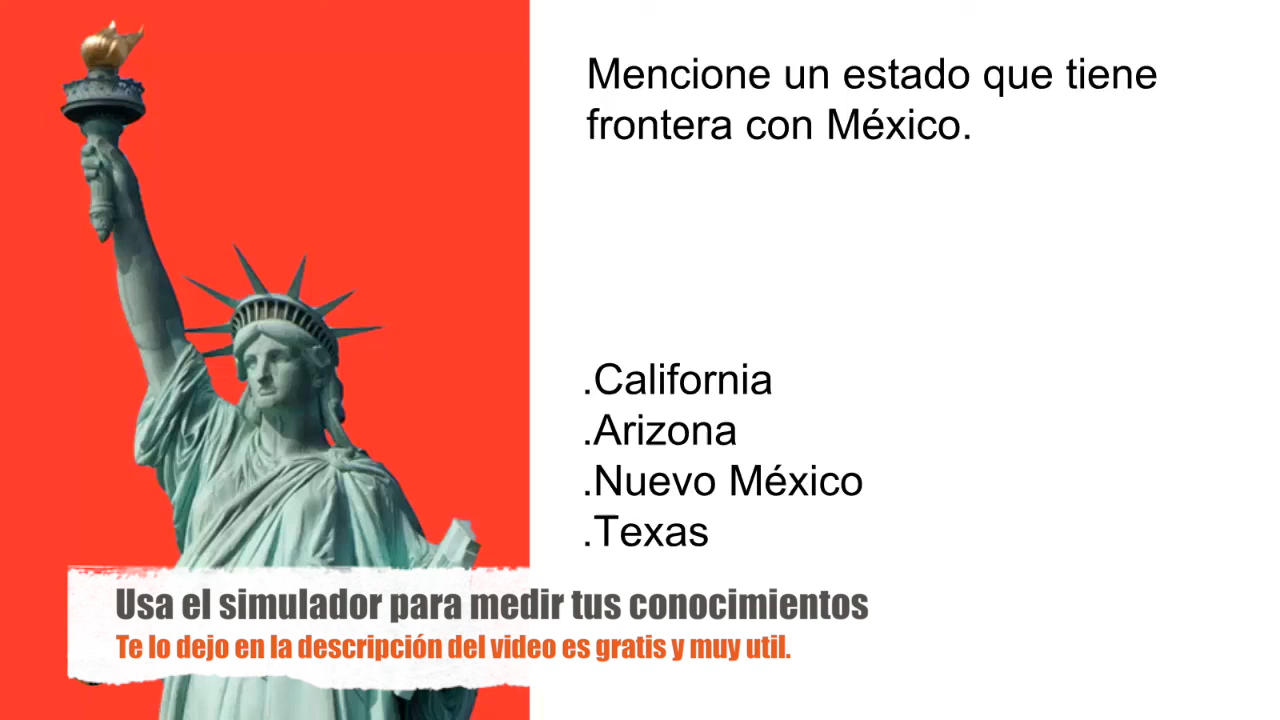 Mencione un estado que tiene
frontera con México.
.California
.Arizona
.Nuevo México
.Texas
Usa el simulador para medir tus conocimientos
Te lo dejo en la descripción del video es gratis y muy util.